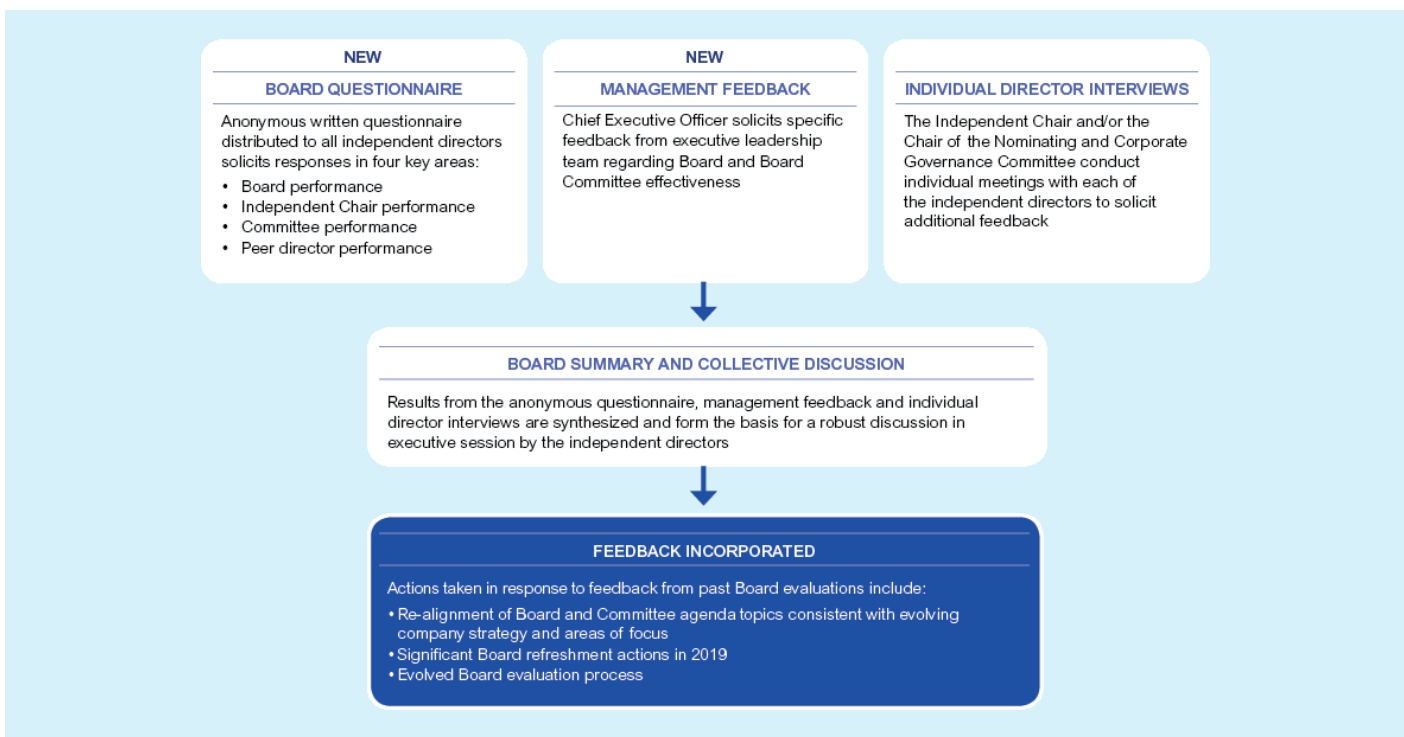 NEW
BOARD QUESTIONNAIRE
Anonymous written questionnaire
distributed to all independent directors
solicits responses in four key areas:
• Board performance
• Independent Chair performance
• Committee performance
• Peer director performance
NEW
MANAGEMENT FEEDBACK
Chief Executive Officer solicits specific
feedback from executive leadership
team regarding Board and Board
Committee effectiveness
INDIVIDUAL DIRECTOR INTERVIEWS
The Independent Chair and/or the
Chair of the Nominating and Corporate
Governance Committee conduct
individual meetings with each of
the independent directors to solicit
additional feedback
BOARD SUMMARY AND COLLECTIVE DISCUSSION
Results from the anonymous questionnaire, management feedback and individual
director interviews are synthesized and form the basis for a robust discussion in
executive session by the independent directors
FEEDBACK INCORPORATED
Actions taken in response to feedback from past Board evaluations include:
• Re-alignment of Board and Committee agenda topics consistent with evolving
company strategy and areas of focus
• Significant Board refreshment actions in 2019
• Evolved Board evaluation process